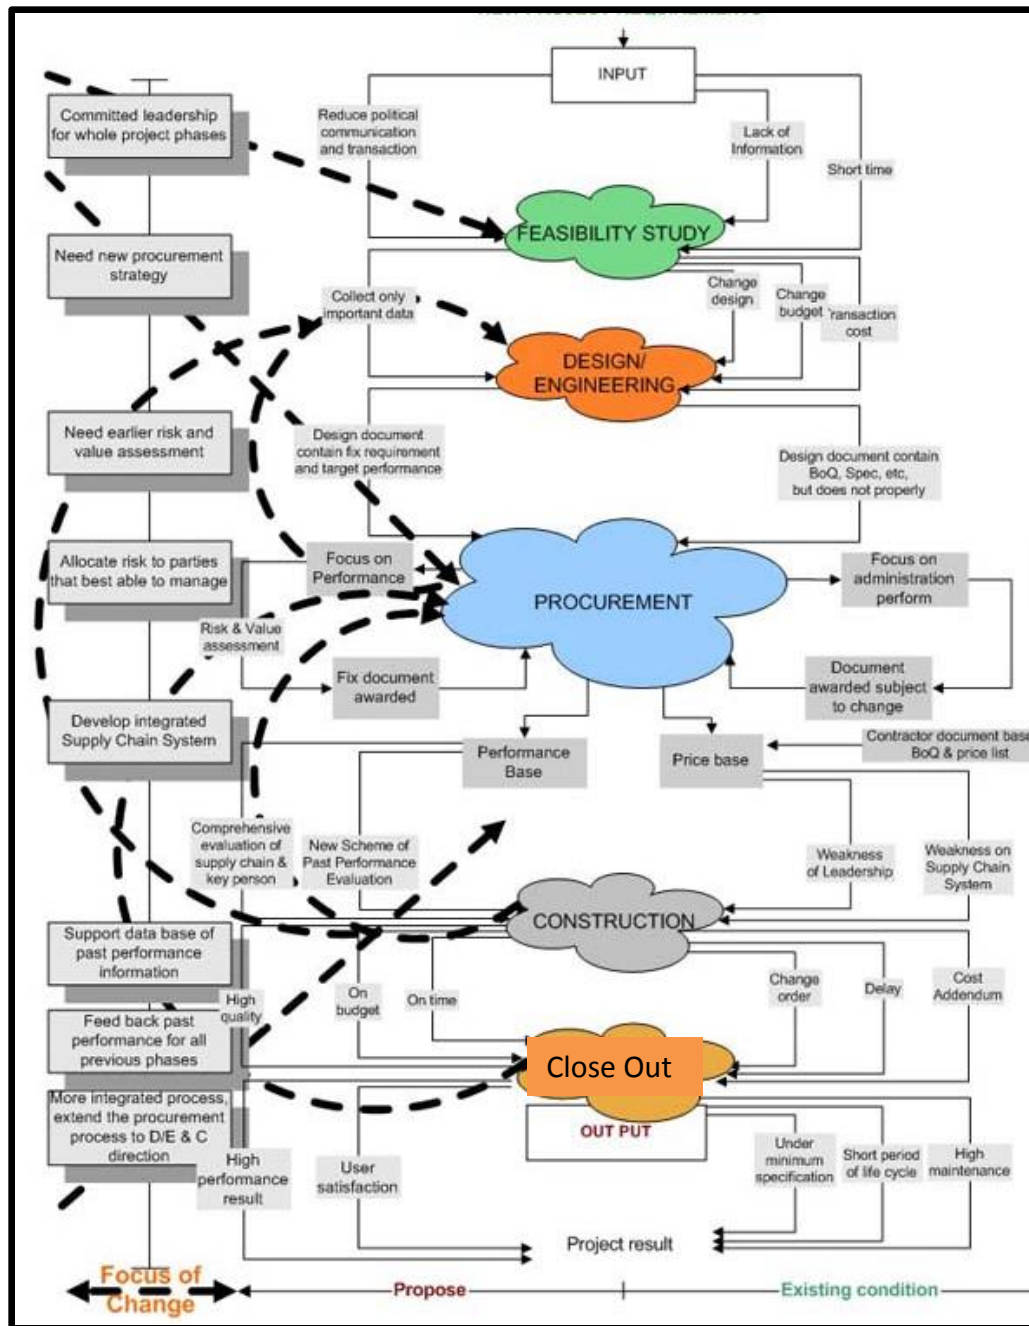 INPUT
Committed leadership
for whole project phases
Reduce political
communication
and transaction
Lack of
Information
Short time
FEASIBILITY STUDY
Need new procurement
strategy
Collect only
important data
Change
design
Change
budget
ransaction
cost
DESIGN/
ENGINEERING
Need earlier risk and
value assessment
Design document
contain fix requirement
and target performance
Design document contain
BoQ, Spec, etc,
but does not properly
Allocate risk to parties
that best able to manage
Focus on
Performance
PROCUREMENT
Focus on
administration
perform
Risk & Value
assessment
Fix document
awarded
Document
awarded subject
to change
Develop integrated
Supply Chain System
Performance
Base
Price base
Contractor document base
BoQ & price list
Comprehensive
evaluation of
supply chain &
key person
New Scheme of
Past Performance
Evaluation
Weakness
of Leadership
Weakness on
Supply Chain
System
CONSTRUCTION
Support data base of
past performance
information
High
quality
On
budget
On time
Change
order
Delay
Cost
Addendum
Feed back past
performance for all
previous phases
Close Out
More integrated process,
extend the procurement
process to D/E & C
direction
OUT PUT
High
performance
result
User
satisfaction
Under
minimum
specification
Short period
of life cycle
High
maintenance
Project result
Focus of
Change
Propose
Existing condition